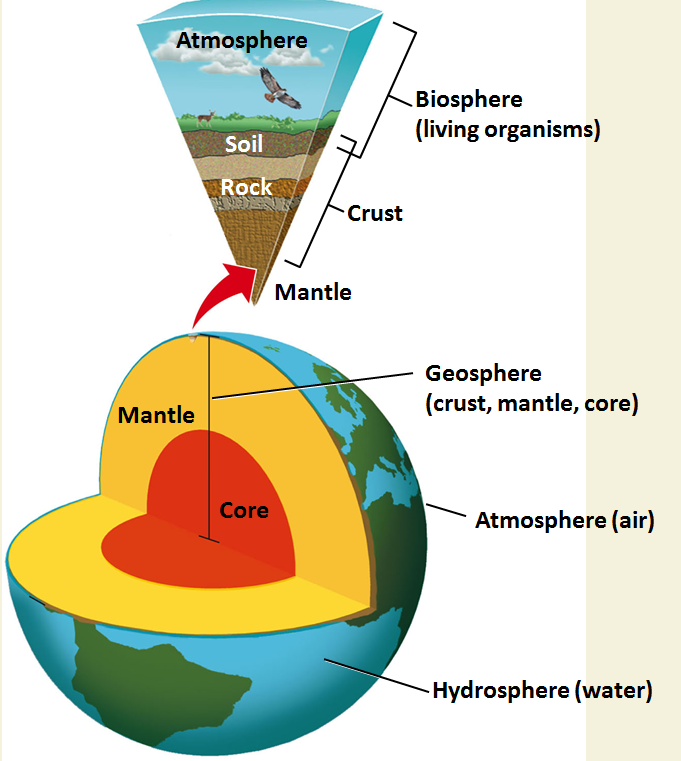 Atmosphere
Biosphere
(living organisms)
Soil
Rock
Crust
Mantle
Geosphere
(crust, mantle, core)
Mantle
Core
Atmosphere (air)
Hydrosphere (water)